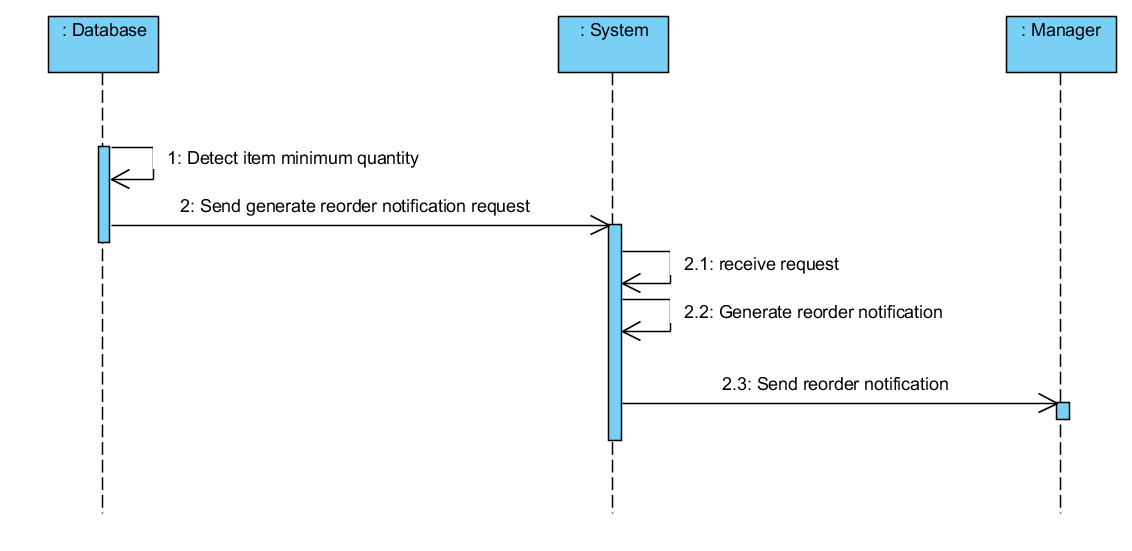 : Database
: System
: Manager
1: Detect item minimum quantity
2: Send generate reorder notification request
2.1: receive request
2.2: Generate reorder notification
2.3: Send reorder notification